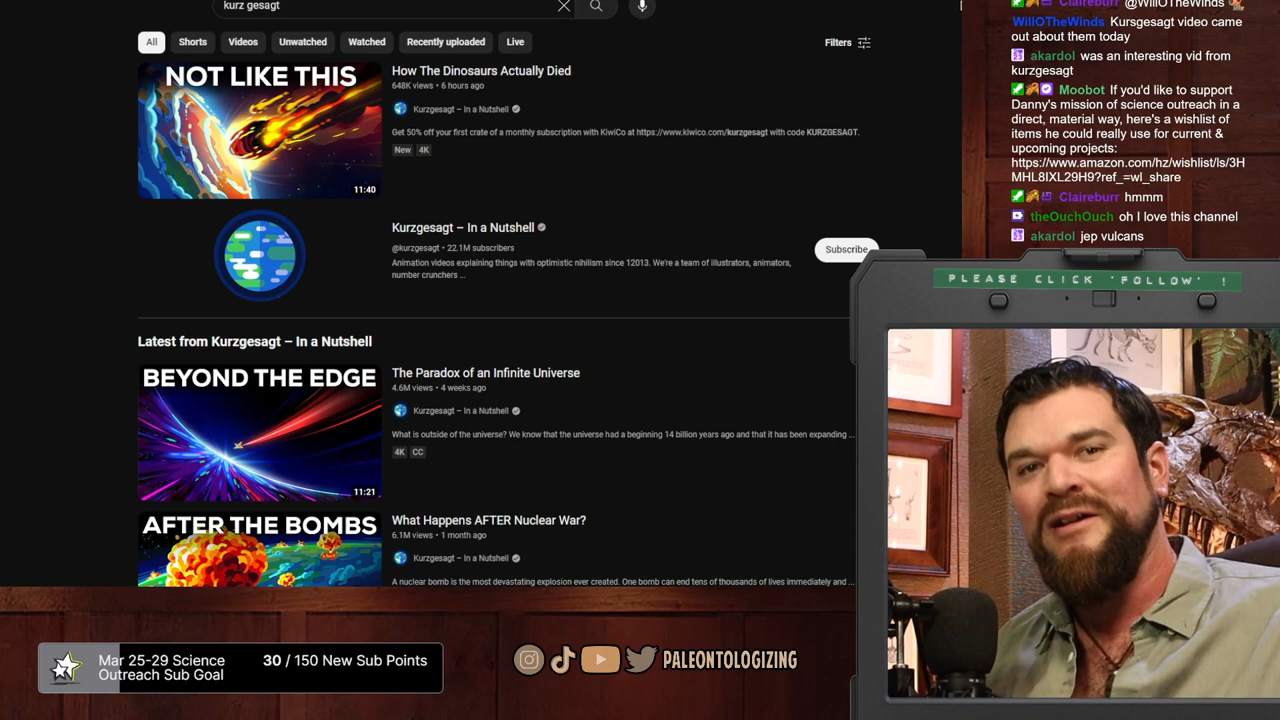 kurz gesagt
All
Shorts
Videos
Unwatched
Watched
Recently uploaded
Live
Filters
NOT LIKE THIS
11:40
How The Dinosaurs Actually Died
648K views • 6 hours ago
Kurzgesagt – In a Nutshell
Get 50% off your first crate of a monthly subscription with KiwiCo at https://www.kiwico.com/kurzgesagt with code KURZGESAGT.
New 4K
Kurzgesagt – In a Nutshell
@kurzgesagt • 22.1M subscribers
Animation videos explaining things with optimistic nihilism since 12013. We're a team of illustrators, animators,
number crunchers ...
Subscribe
Latest from Kurzgesagt – In a Nutshell
BEYOND THE EDGE
11:21
The Paradox of an Infinite Universe
4.6M views • 4 weeks ago
Kurzgesagt – In a Nutshell
What is outside of the universe? We know that the universe had a beginning 14 billion years ago and that it has been expanding ...
4K CC
AFTER THE BOMBS
What Happens AFTER Nuclear War?
6.1M views • 1 month ago
Kurzgesagt – In a Nutshell
A nuclear bomb is the most devastating explosion ever created. One bomb can end tens of thousands of lives immediately and ...
Claireburr @WillOTheWinds
WillOTheWinds Kursgesagt video came
out about them today
akardol was an interesting vid from
kurzgesagt
Moobot If you'd like to support
Danny's mission of science outreach in a
direct, material way, here's a wishlist of
items he could really use for current &
upcoming projects:
https://www.amazon.com/hz/wishlist/ls/3H
MHL8IXL29H9?ref_=wl_share
Claireburr hmmm
theOuchOuch oh I love this channel
akardol jep vulcans
PLEASE CLICK 'FOLLOW' !
Mar 25-29 Science
Outreach Sub Goal
30 / 150 New Sub Points
PALEONTOLOGIZING